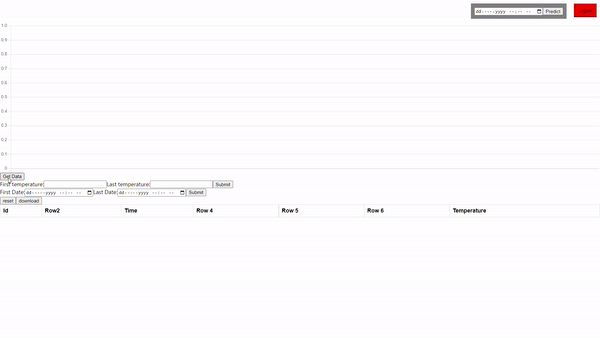 dd-----yyyy --:-- -- Predict
1.0
0.9
0.8
0.7
0.6
0.5
0.4
0.3
0.2
0.1
0
Get Data
First temperature: Last temperature: Submit
First Date: dd-----yyyy --:-- -- Last Date: dd-----yyyy --:-- -- Submit
reset download
Id Row2 Time Row 4 Row 5 Row 6 Temperature